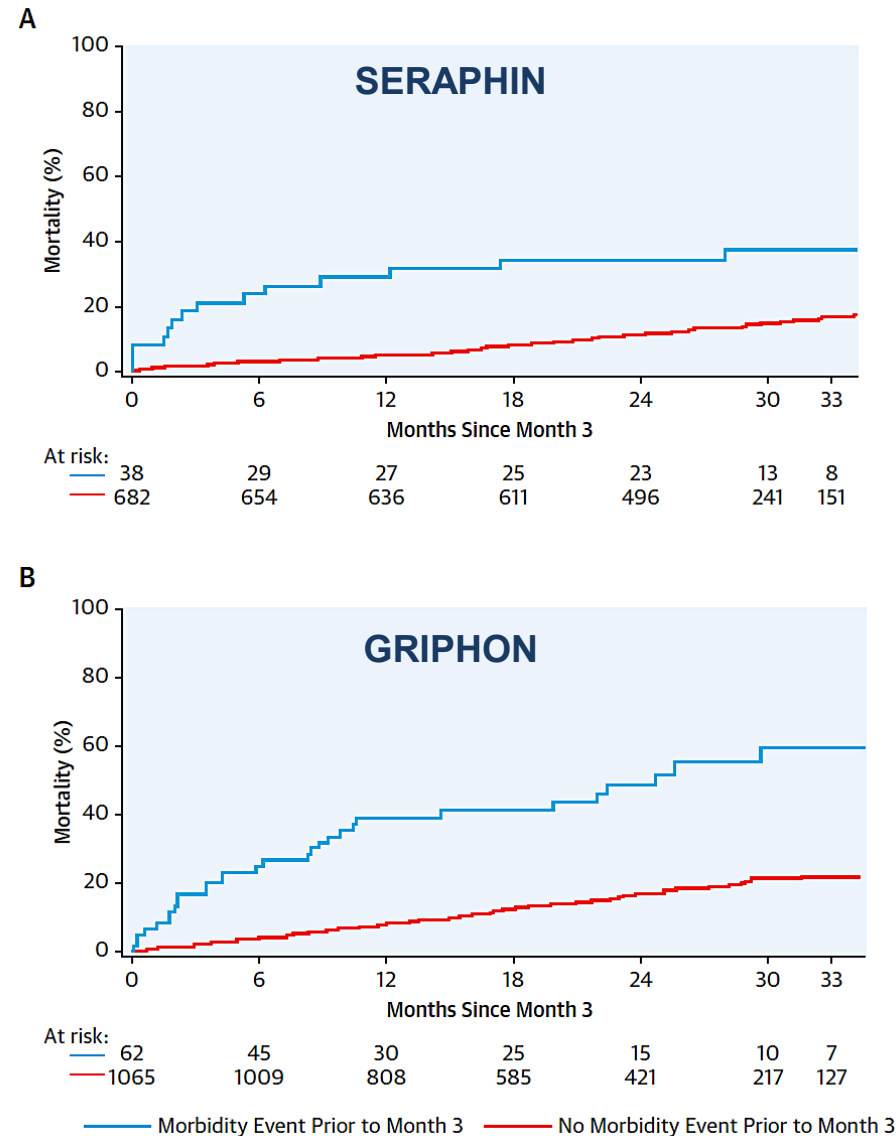 A
SERAPHIN
Mortality (%)
100
80
60
40
20
0
0 6 12 18 24 30 33
Months Since Month 3
At risk:
38 29 27 25 23 13 8
682 654 636 611 496 241 151
B
GRIPHON
Mortality (%)
100
80
60
40
20
0
0 6 12 18 24 30 33
Months Since Month 3
At risk:
62 45 30 25 15 10 7
1065 1009 808 585 421 217 127
Morbidity Event Prior to Month 3 No Morbidity Event Prior to Month 3